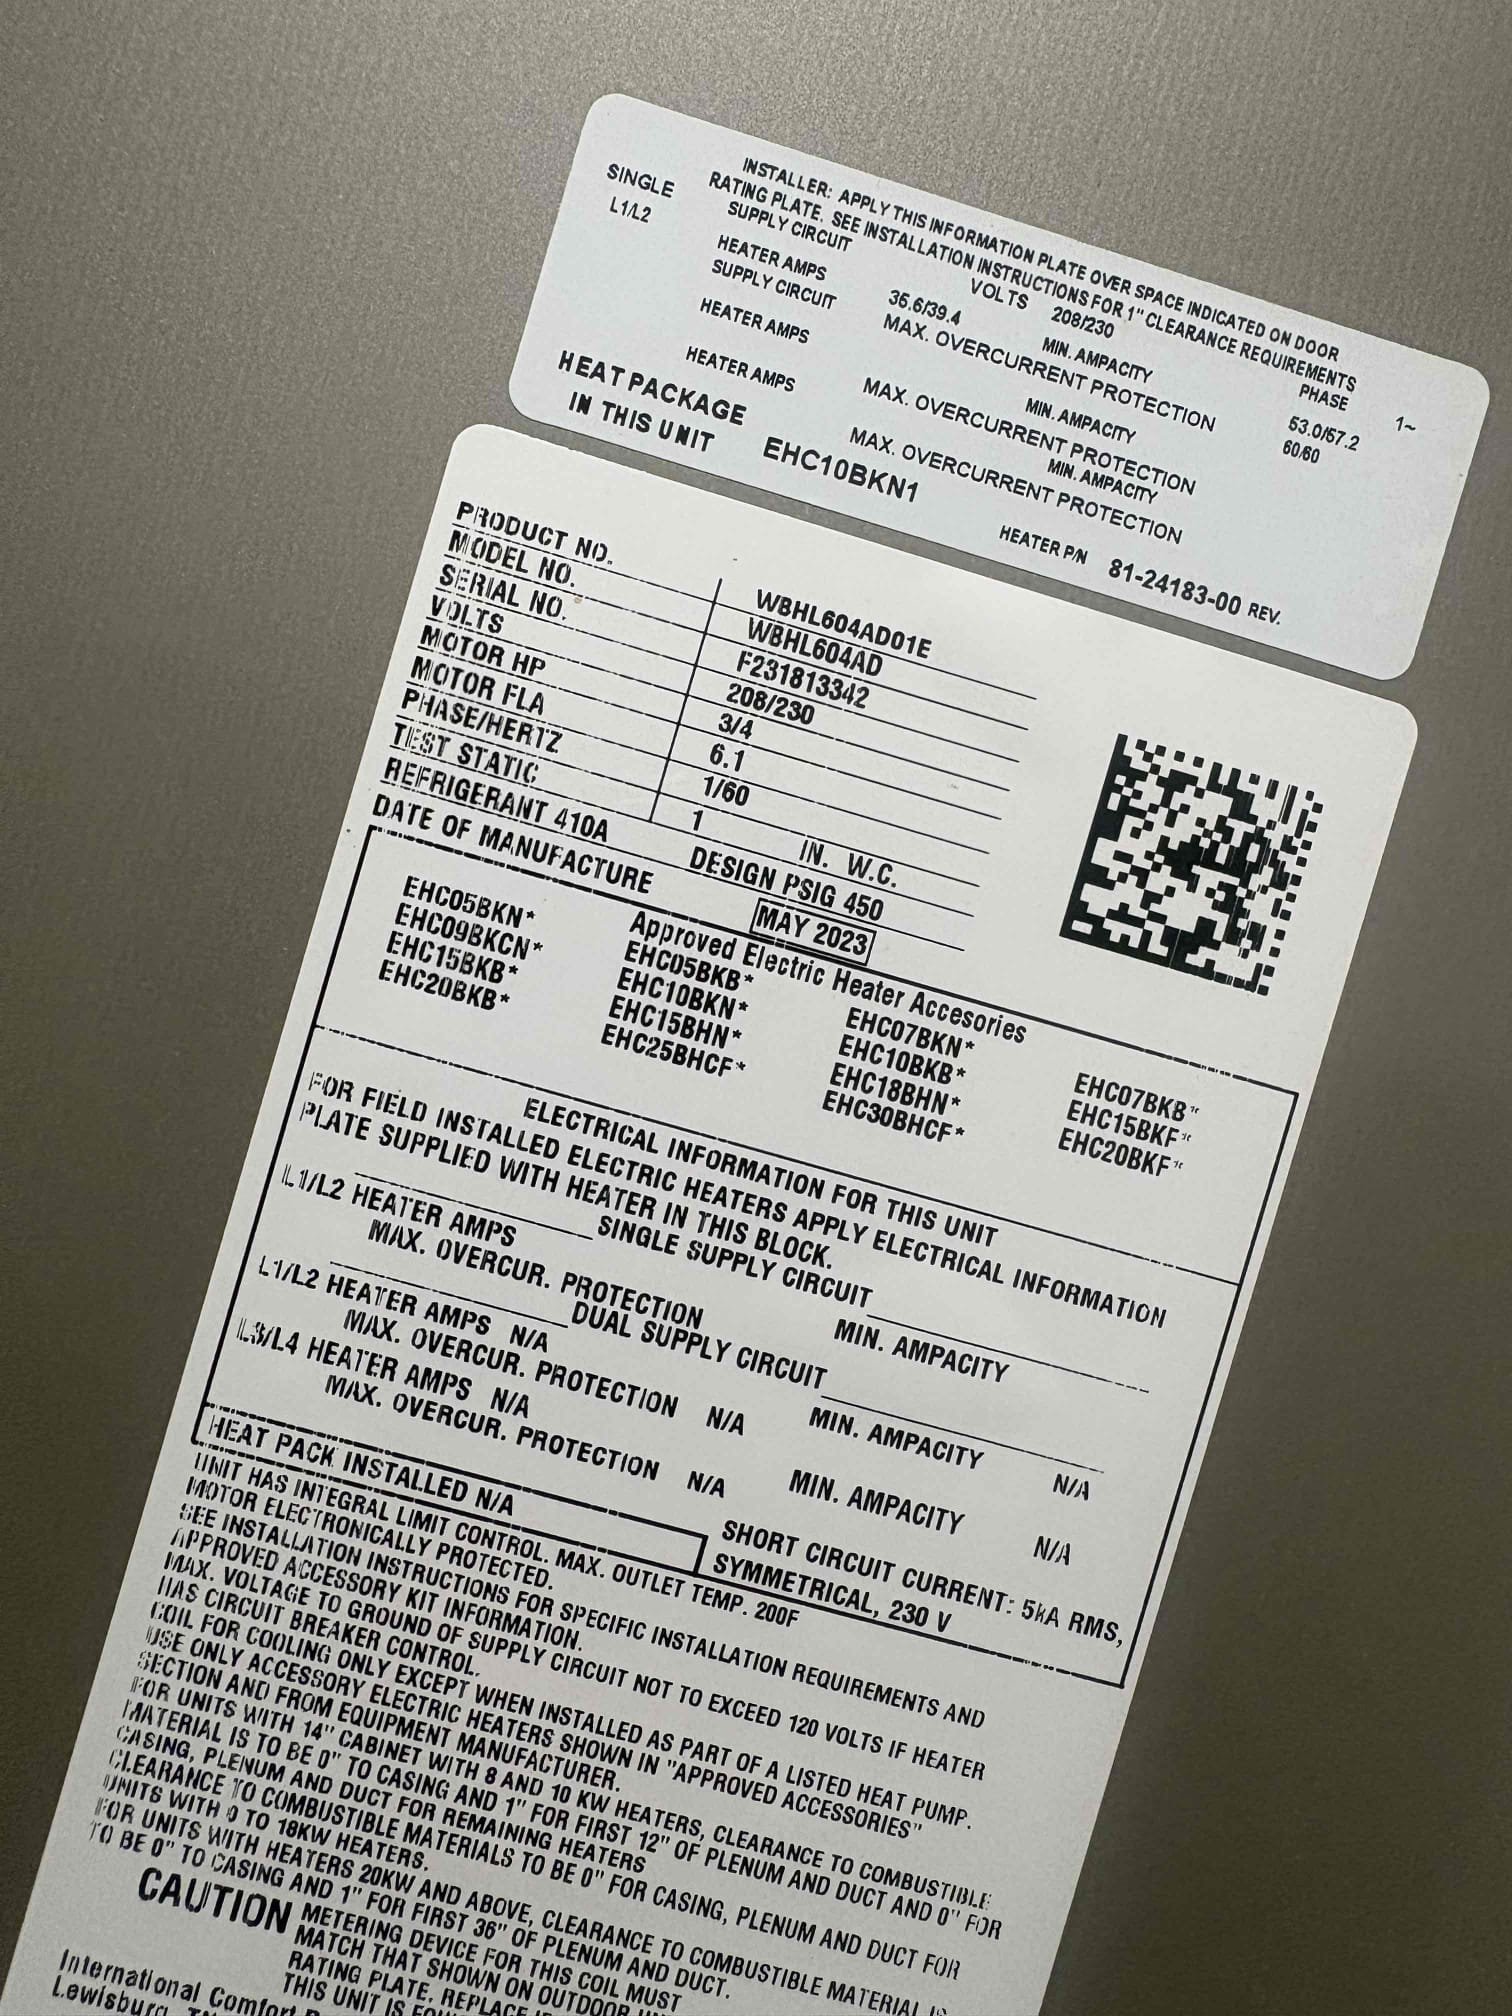 INSTALLER: APPLY THIS INFORMATION PLATE OVER SPACE INDICATED ON DOOR
RATING PLATE. SEE INSTALLATION INSTRUCTIONS FOR 1" CLEARANCE REQUIREMENTS
SINGLE SUPPLY CIRCUIT VOLTS 208/230 PHASE 1~
L1/L2 HEATER AMPS 35.6/39.4 MIN. AMPACITY 53.0/57.2
SUPPLY CIRCUIT MAX. OVERCURRENT PROTECTION 60/60
HEATER AMPS MIN. AMPACITY
MAX. OVERCURRENT PROTECTION
HEATER AMPS MIN. AMPACITY
MAX. OVERCURRENT PROTECTION
HEAT PACKAGE
IN THIS UNIT EHC10BKN1 HEATER P/N 81-24183-00 REV.
PRODUCT NO. WBHL604AD01E
MODEL NO. WBHL604AD
SERIAL NO. F231813342
VOLTS 208/230
MOTOR HP 3/4
MOTOR FLA 6.1
PHASE/HERTZ 1/60
TEST STATIC 1 IN. W.C.
REFRIGERANT 410A DESIGN PSIG 450
DATE OF MANUFACTURE MAY 2023
Approved Electric Heater Accesories
EHC05BKN* EHC05BKB* EHC07BKN* EHC07BKB*
EHC09BKCN* EHC10BKN* EHC10BKB* EHC15BKF*
EHC15BKB* EHC15BHN* EHC18BHN* EHC20BKF*
EHC20BKB* EHC25BHCF* EHC30BHCF*
ELECTRICAL INFORMATION FOR THIS UNIT
FOR FIELD INSTALLED ELECTRIC HEATERS APPLY ELECTRICAL INFORMATION
PLATE SUPPLIED WITH HEATER IN THIS BLOCK.
SINGLE SUPPLY CIRCUIT
L1/L2 HEATER AMPS MIN. AMPACITY
MAX. OVERCUR. PROTECTION
DUAL SUPPLY CIRCUIT
L1/L2 HEATER AMPS N/A MIN. AMPACITY N/A
MAX. OVERCUR. PROTECTION N/A
L3/L4 HEATER AMPS N/A MIN. AMPACITY N/A
MAX. OVERCUR. PROTECTION N/A
HEAT PACK INSTALLED N/A SHORT CIRCUIT CURRENT: 5kA RMS,
SYMMETRICAL, 230 V
UNIT HAS INTEGRAL LIMIT CONTROL. MAX. OUTLET TEMP. 200F
MOTOR ELECTRONICALLY PROTECTED.
SEE INSTALLATION INSTRUCTIONS FOR SPECIFIC INSTALLATION REQUIREMENTS AND
APPROVED ACCESSORY KIT INFORMATION.
MAX. VOLTAGE TO GROUND OF SUPPLY CIRCUIT NOT TO EXCEED 120 VOLTS IF HEATER
HAS CIRCUIT BREAKER CONTROL.
COIL FOR COOLING ONLY EXCEPT WHEN INSTALLED AS PART OF A LISTED HEAT PUMP.
USE ONLY ACCESSORY ELECTRIC HEATERS SHOWN IN "APPROVED ACCESSORIES"
SECTION AND FROM EQUIPMENT MANUFACTURER.
FOR UNITS WITH 14" CABINET WITH 8 AND 10 KW HEATERS, CLEARANCE TO COMBUSTIBLE
MATERIAL IS TO BE 0" TO CASING AND 1" FOR FIRST 12" OF PLENUM AND DUCT AND 0" FOR
CASING, PLENUM AND DUCT FOR REMAINING HEATERS
CLEARANCE TO COMBUSTIBLE MATERIALS TO BE 0" FOR CASING, PLENUM AND DUCT FOR
UNITS WITH 0 TO 18KW HEATERS.
FOR UNITS WITH HEATERS 20KW AND ABOVE, CLEARANCE TO COMBUSTIBLE MATERIAL IS
TO BE 0" TO CASING AND 1" FOR FIRST 36" OF PLENUM AND DUCT.
CAUTION METERING DEVICE FOR THIS COIL MUST
MATCH THAT SHOWN ON OUTDOOR
RATING PLATE. REPLACE
THIS UNIT IS
International Comfort
Lewisburg,